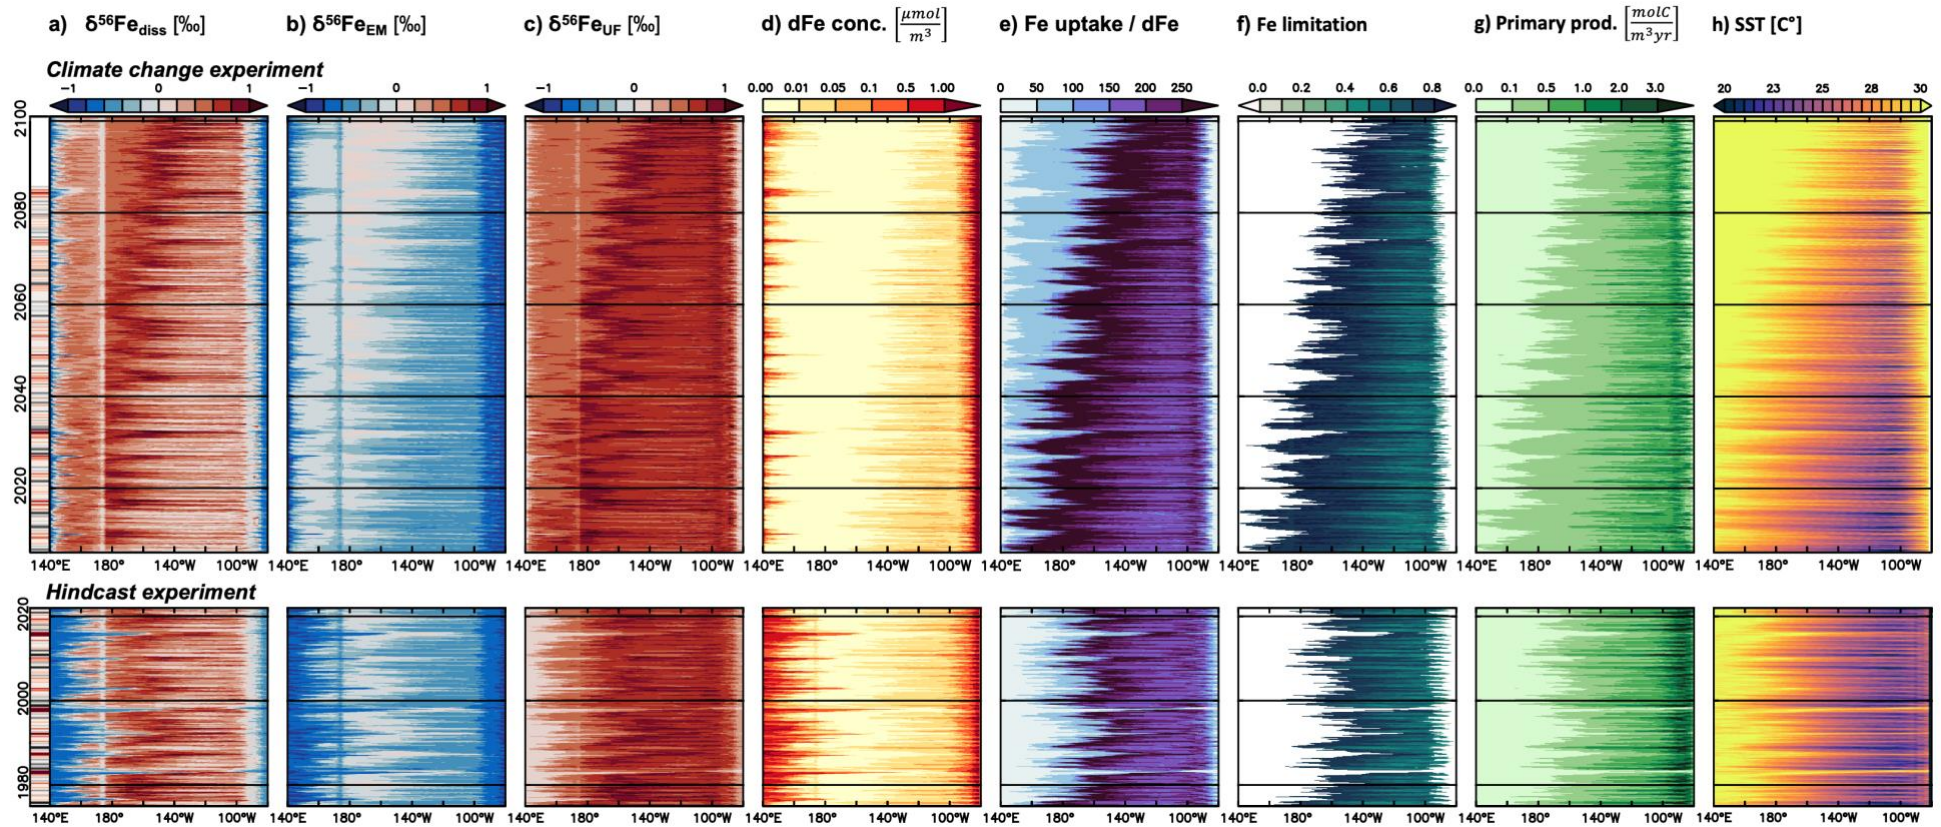 a) δ⁵⁶Fe_diss [‰] b) δ⁵⁶Fe_EM [‰] c) δ⁵⁶Fe_UF [‰] d) dFe conc. [μmol/m³] e) Fe uptake / dFe f) Fe limitation g) Primary prod. [molC/m³yr] h) SST [C°]
Climate change experiment
−1 0 1 −1 0 1 −1 0 1 0.00 0.01 0.05 0.1 0.5 1.00 0 50 100 150 200 250 0.0 0.2 0.4 0.6 0.8 0.0 0.1 0.5 1.0 2.0 3.0 20 23 25 28 30
2100
2080
2060
2040
2020
140°E 180° 140°W 100°W 140°E 180° 140°W 100°W 140°E 180° 140°W 100°W 140°E 180° 140°W 100°W 140°E 180° 140°W 100°W 140°E 180° 140°W 100°W 140°E 180° 140°W 100°W 140°E 180° 140°W 100°W
Hindcast experiment
2020
2000
1980
140°E 180° 140°W 100°W 140°E 180° 140°W 100°W 140°E 180° 140°W 100°W 140°E 180° 140°W 100°W 140°E 180° 140°W 100°W 140°E 180° 140°W 100°W 140°E 180° 140°W 100°W 140°E 180° 140°W 100°W